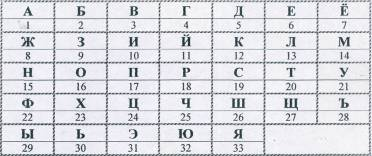 А Б В Г Д Е Ё
1 2 3 4 5 6 7
Ж З И Й К Л М
8 9 10 11 12 13 14
Н О П Р С Т У
15 16 17 18 19 20 21
Ф Х Ц Ч Ш Щ Ъ
22 23 24 25 26 27 28
Ы Ь Э Ю Я
29 30 31 32 33